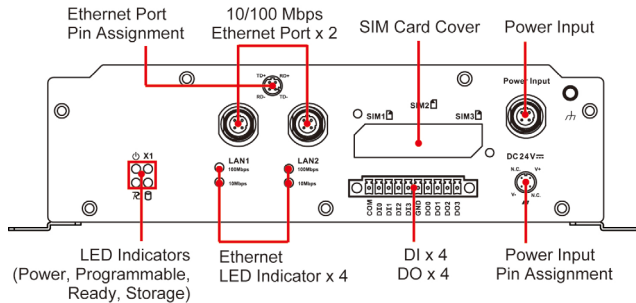 Ethernet Port
Pin Assignment
10/100 Mbps
Ethernet Port x 2
SIM Card Cover
Power Input
TD+ RD+
RD- TD-
Power Input
SIM1
SIM2
SIM3
X1
LAN1
100Mbps
10Mbps
LAN2
100Mbps
10Mbps
DC24V
N.C. V+
V- N.C.
COM
DI0
DI1
DI2
DI3
GND
DO0
DO1
DO2
DO3
LED Indicators
(Power, Programmable,
Ready, Storage)
Ethernet
LED Indicator x 4
DI x 4
DO x 4
Power Input
Pin Assignment